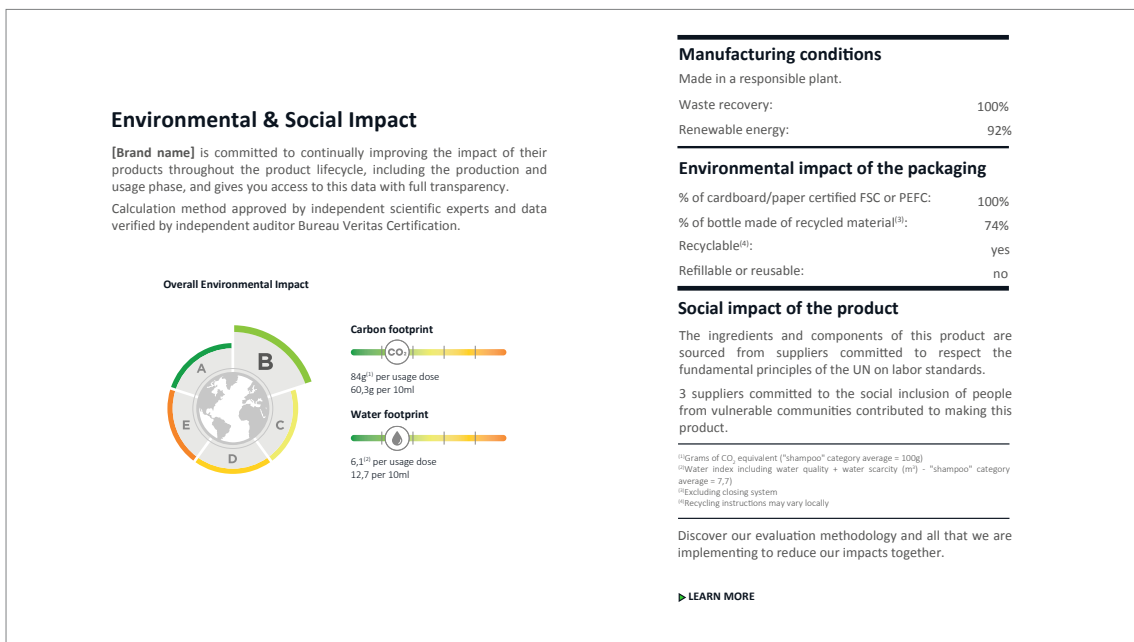 Environmental & Social Impact
[Brand name] is committed to continually improving the impact of their
products throughout the product lifecycle, including the production and
usage phase, and gives you access to this data with full transparency.
Calculation method approved by independent scientific experts and data
verified by independent auditor Bureau Veritas Certification.
Overall Environmental Impact
A
B
C
D
E
Carbon footprint
CO₂
84g⁽¹⁾ per usage dose
60,3g per 10ml
Water footprint
6,1⁽²⁾ per usage dose
12,7 per 10ml
Manufacturing conditions
Made in a responsible plant.
Waste recovery: 100%
Renewable energy: 92%
Environmental impact of the packaging
% of cardboard/paper certified FSC or PEFC: 100%
% of bottle made of recycled material⁽³⁾: 74%
Recyclable⁽⁴⁾: yes
Refillable or reusable: no
Social impact of the product
The ingredients and components of this product are
sourced from suppliers committed to respect the
fundamental principles of the UN on labor standards.
3 suppliers committed to the social inclusion of people
from vulnerable communities contributed to making this
product.
⁽¹⁾Grams of CO₂ equivalent ("shampoo" category average = 100g)
⁽²⁾Water index including water quality + water scarcity (m³) - "shampoo" category
average = 7,7)
⁽³⁾Excluding closing system
⁽⁴⁾Recycling instructions may vary locally
Discover our evaluation methodology and all that we are
implementing to reduce our impacts together.
LEARN MORE